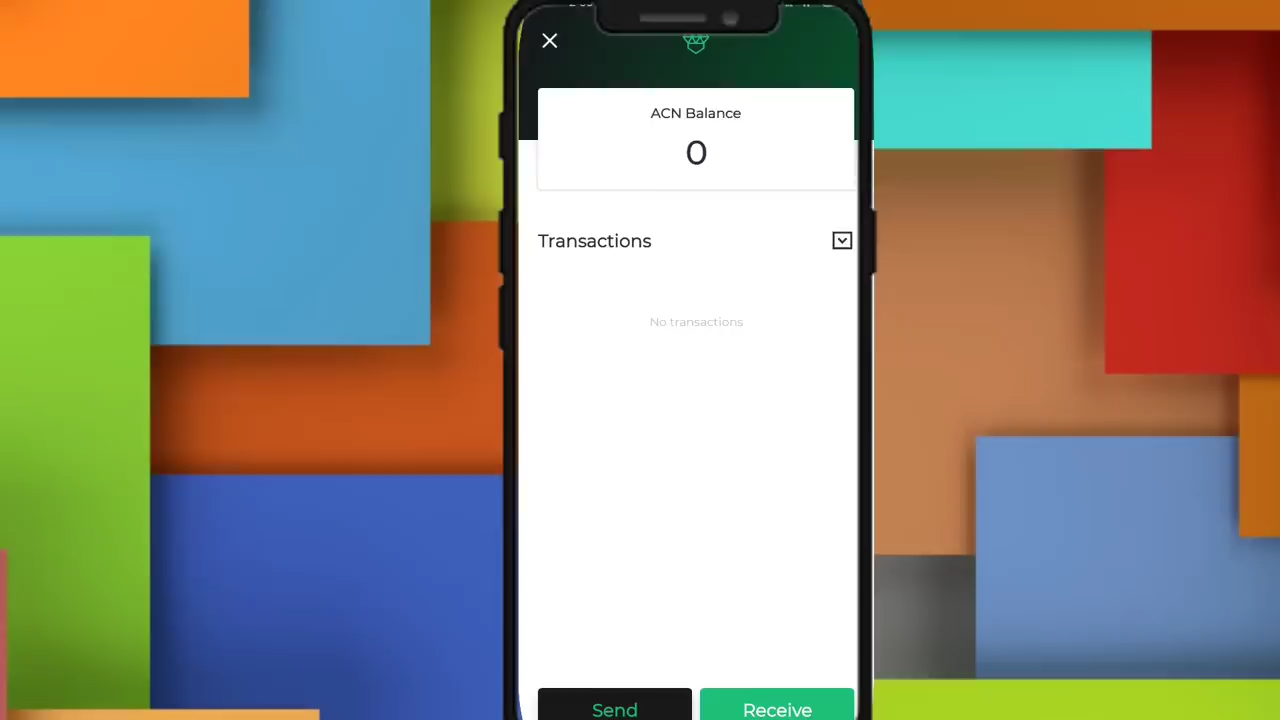 ACN Balance
0
Transactions
No transactions
Send
Receive